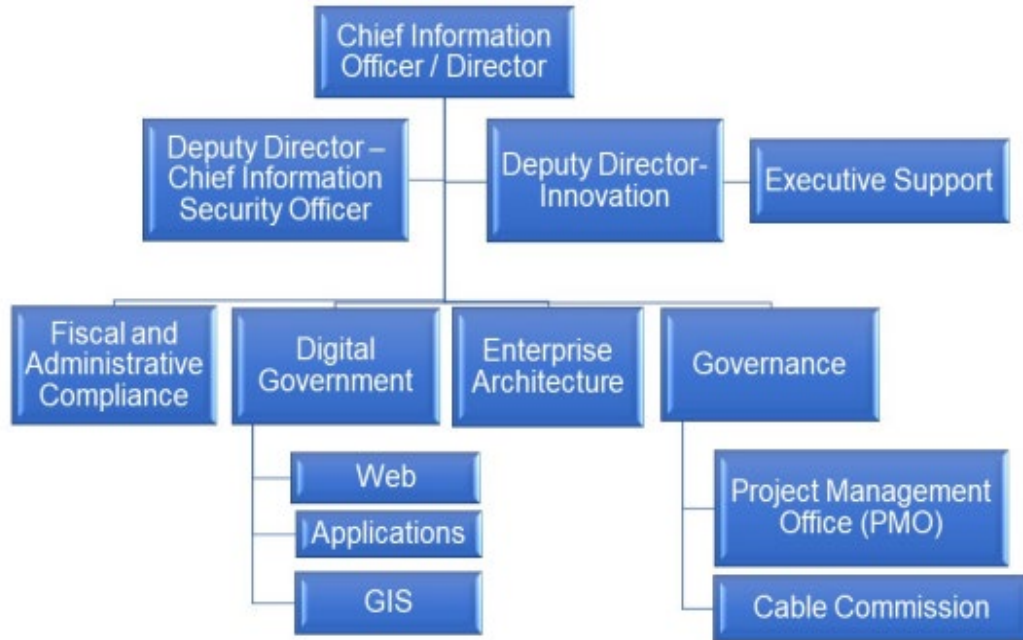 Chief Information
Officer / Director
Deputy Director –
Chief Information
Security Officer
Deputy Director-
Innovation
Executive Support
Fiscal and
Administrative
Compliance
Digital
Government
Enterprise
Architecture
Governance
Web
Applications
GIS
Project Management
Office (PMO)
Cable Commission